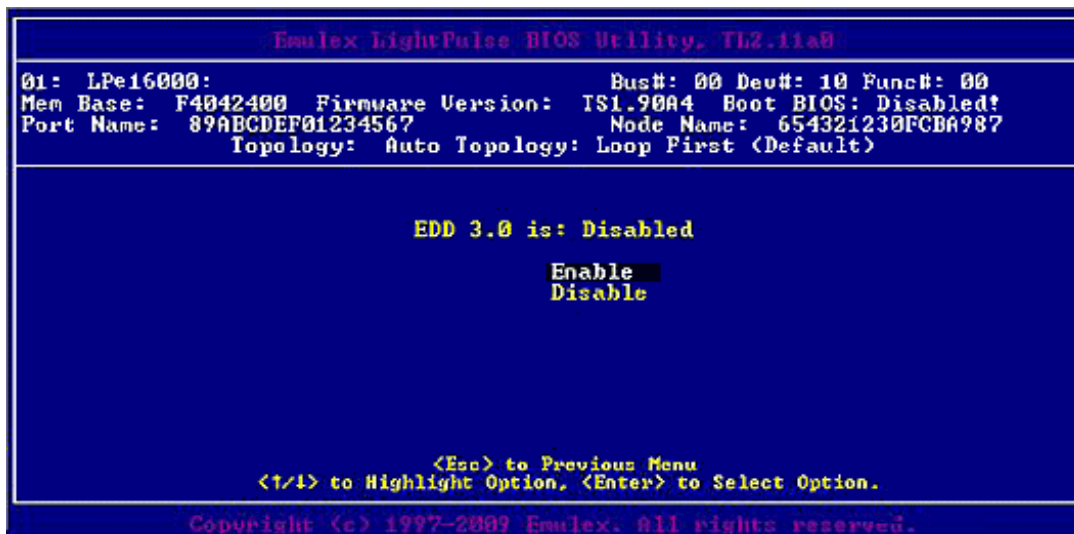 Emulex LightPulse BIOS Utility, TL2.11a0
01: LPe16000: Bus#: 00 Dev#: 10 Func#: 00
Mem Base: F4042400 Firmware Version: TS1.90A4 Boot BIOS: Disabled!
Port Name: 89ABCDEF01234567 Node Name: 654321230FCBA987
Topology: Auto Topology: Loop First (Default)
EDD 3.0 is: Disabled
Enable
Disable
<Esc> to Previous Menu
<↑/↓> to Highlight Option, <Enter> to Select Option.
Copyright (c) 1997-2009 Emulex. All rights reserved.